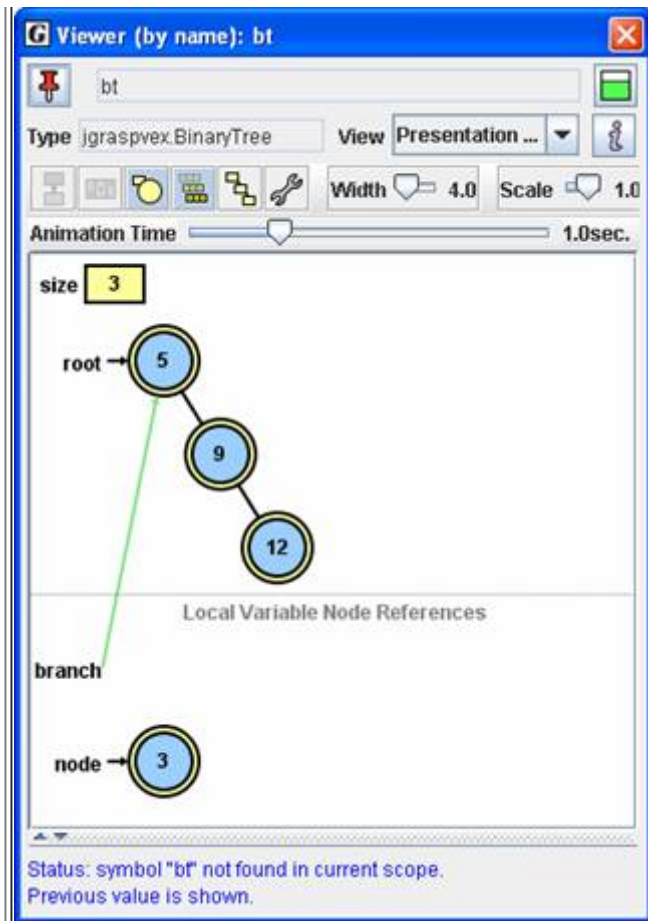 G Viewer (by name): bt
bt
Type jgraspvex.BinaryTree View Presentation ... i
Width 4.0 Scale 1.0
Animation Time 1.0sec.
size 3
root 5
9
12
Local Variable Node References
branch
node 3
Status: symbol "bt" not found in current scope.
Previous value is shown.